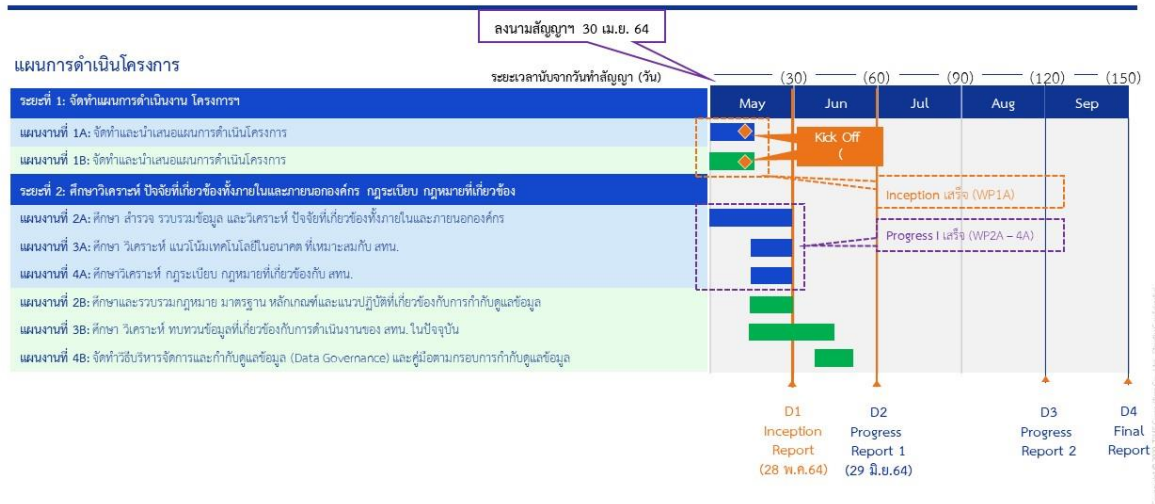 ลงนามสัญญาฯ 30 เม.ย. 64
แผนการดำเนินโครงการ
ระยะเวลานับจากวันทำสัญญา (วัน)
(30) (60) (90) (120) (150)
ระยะที่ 1: จัดทำแผนการดำเนินงาน โครงการฯ
May Jun Jul Aug Sep
แผนงานที่ 1A: จัดทำและนำเสนอแผนการดำเนินโครงการ
Kick Off
(
แผนงานที่ 1B: จัดทำและนำเสนอแผนการดำเนินโครงการ
ระยะที่ 2: ศึกษาวิเคราะห์ ปัจจัยที่เกี่ยวข้องทั้งภายในและภายนอกองค์กร กฎระเบียบ กฎหมายที่เกี่ยวข้อง
Inception เสร็จ (WP1A)
แผนงานที่ 2A: ศึกษา สำรวจ รวบรวมข้อมูล และวิเคราะห์ ปัจจัยที่เกี่ยวข้องทั้งภายในและภายนอกองค์กร
Progress I เสร็จ (WP2A – 4A)
แผนงานที่ 3A: ศึกษา วิเคราะห์ แนวโน้มเทคโนโลยีในอนาคต ที่เหมาะสมกับ สทน.
แผนงานที่ 4A: ศึกษาวิเคราะห์ กฎระเบียบ กฎหมายที่เกี่ยวข้องกับ สทน.
แผนงานที่ 2B: ศึกษาและรวบรวมกฎหมาย มาตรฐาน หลักเกณฑ์และแนวปฏิบัติที่เกี่ยวข้องกับการกำกับดูแลข้อมูล
แผนงานที่ 3B: ศึกษา วิเคราะห์ ทบทวนข้อมูลที่เกี่ยวข้องกับการดำเนินงานของ สทน. ในปัจจุบัน
แผนงานที่ 4B: จัดทำวิธีบริหารจัดการและกำกับดูแลข้อมูล (Data Governance) และคู่มือตามกรอบการกำกับดูแลข้อมูล
D1
Inception
Report
(28 พ.ค.64)
D2
Progress
Report 1
(29 มิ.ย.64)
D3
Progress
Report 2
D4
Final
Report